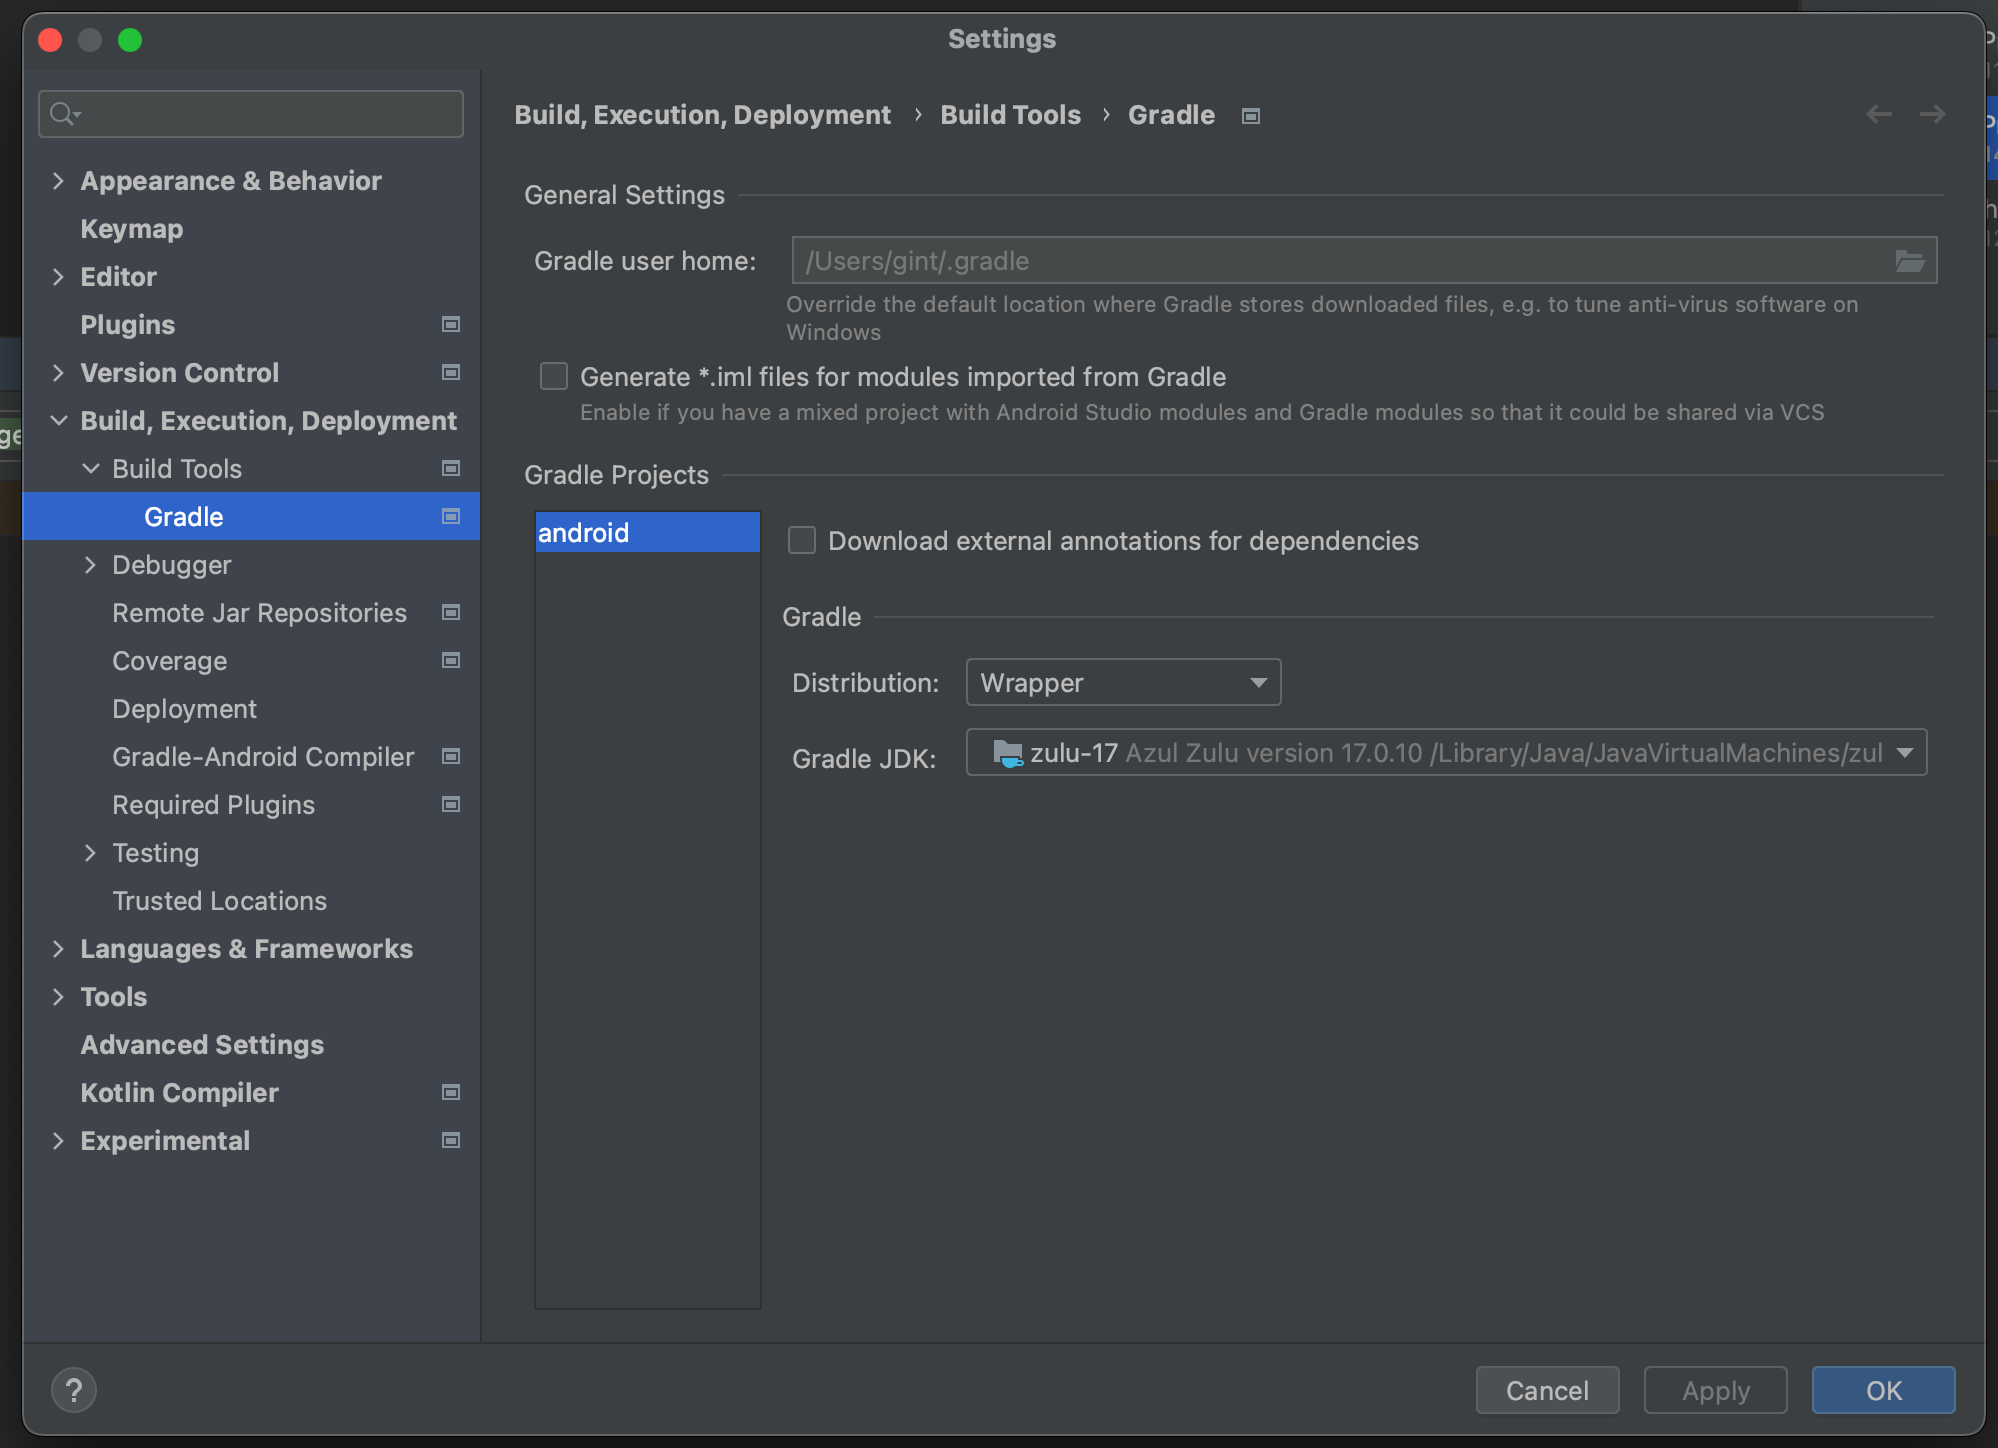 Settings
Appearance & Behavior
Keymap
Editor
Plugins
Version Control
Build, Execution, Deployment
Build Tools
Gradle
Debugger
Remote Jar Repositories
Coverage
Deployment
Gradle-Android Compiler
Required Plugins
Testing
Trusted Locations
Languages & Frameworks
Tools
Advanced Settings
Kotlin Compiler
Experimental
Build, Execution, Deployment › Build Tools › Gradle
General Settings
Gradle user home: /Users/gint/.gradle
Override the default location where Gradle stores downloaded files, e.g. to tune anti-virus software on
Windows
Generate *.iml files for modules imported from Gradle
Enable if you have a mixed project with Android Studio modules and Gradle modules so that it could be shared via VCS
Gradle Projects
android
Download external annotations for dependencies
Gradle
Distribution: Wrapper
Gradle JDK: zulu-17 Azul Zulu version 17.0.10 /Library/Java/JavaVirtualMachines/zul
?
Cancel
Apply
OK